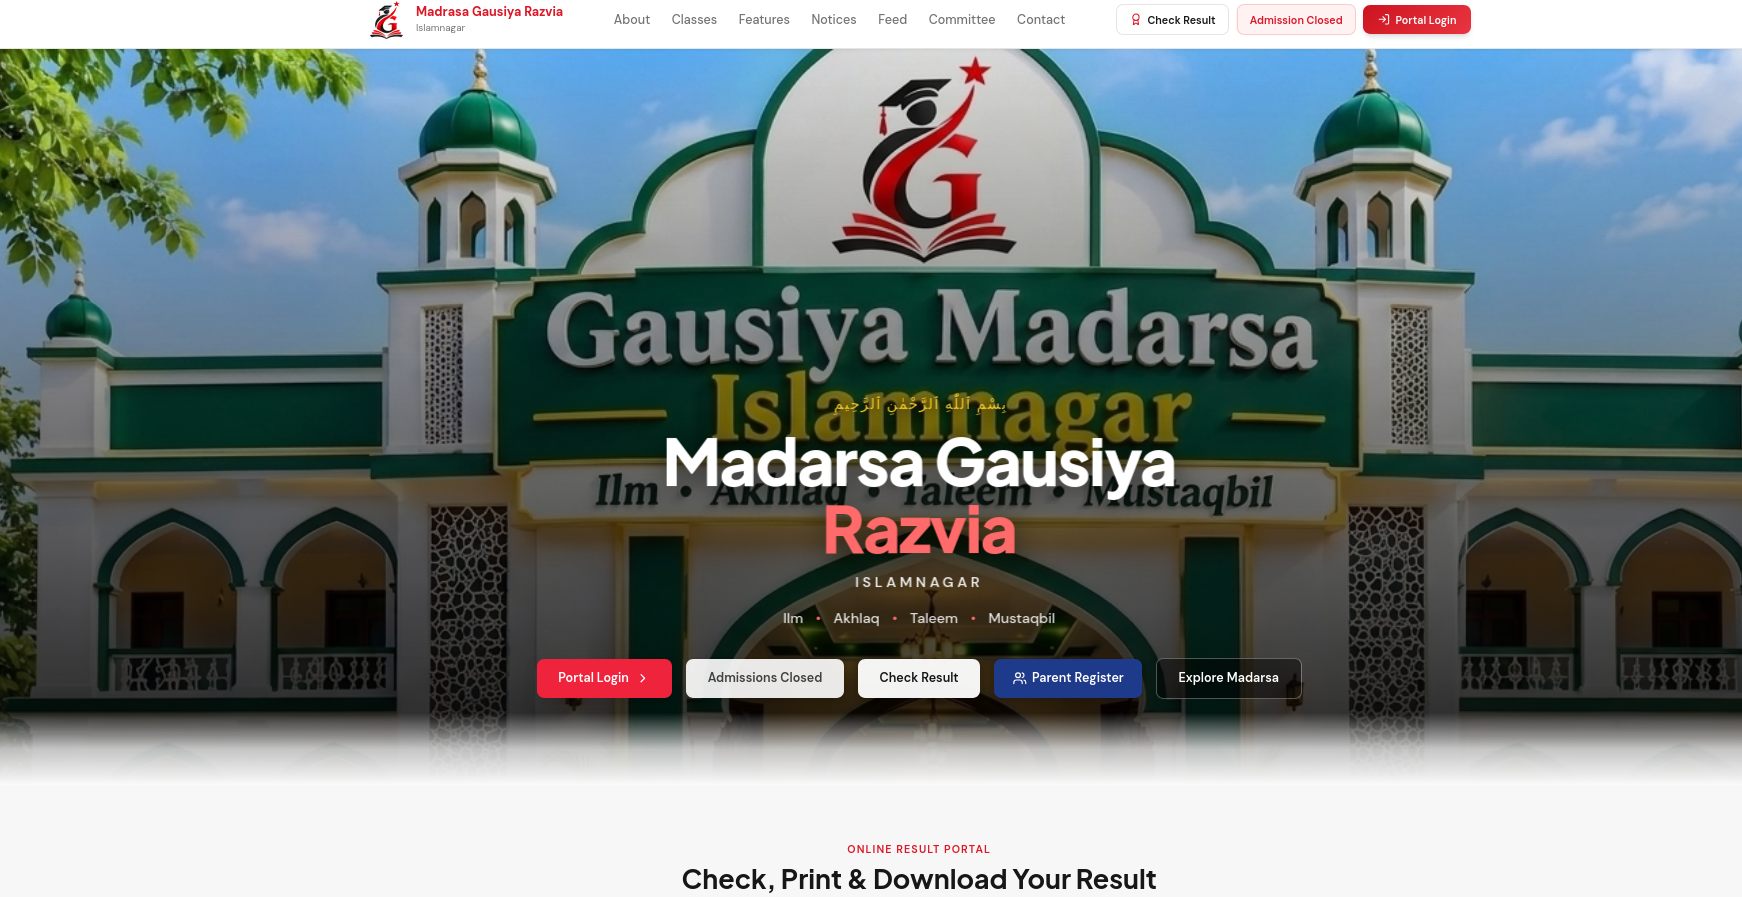 Madrasa Gausiya Razvia
Islamnagar
About Classes Features Notices Feed Committee Contact
Check Result
Admission Closed
Portal Login
Gausiya Madarsa
Islamnagar
بِسْمِ ٱللَّٰهِ ٱلرَّحْمَٰنِ ٱلرَّحِيمِ
Madarsa Gausiya
Ilm • Akhlaq • Taleem • Mustaqbil
Razvia
ISLAMNAGAR
Ilm • Akhlaq • Taleem • Mustaqbil
Portal Login
Admissions Closed
Check Result
Parent Register
Explore Madarsa
ONLINE RESULT PORTAL
Check, Print & Download Your Result